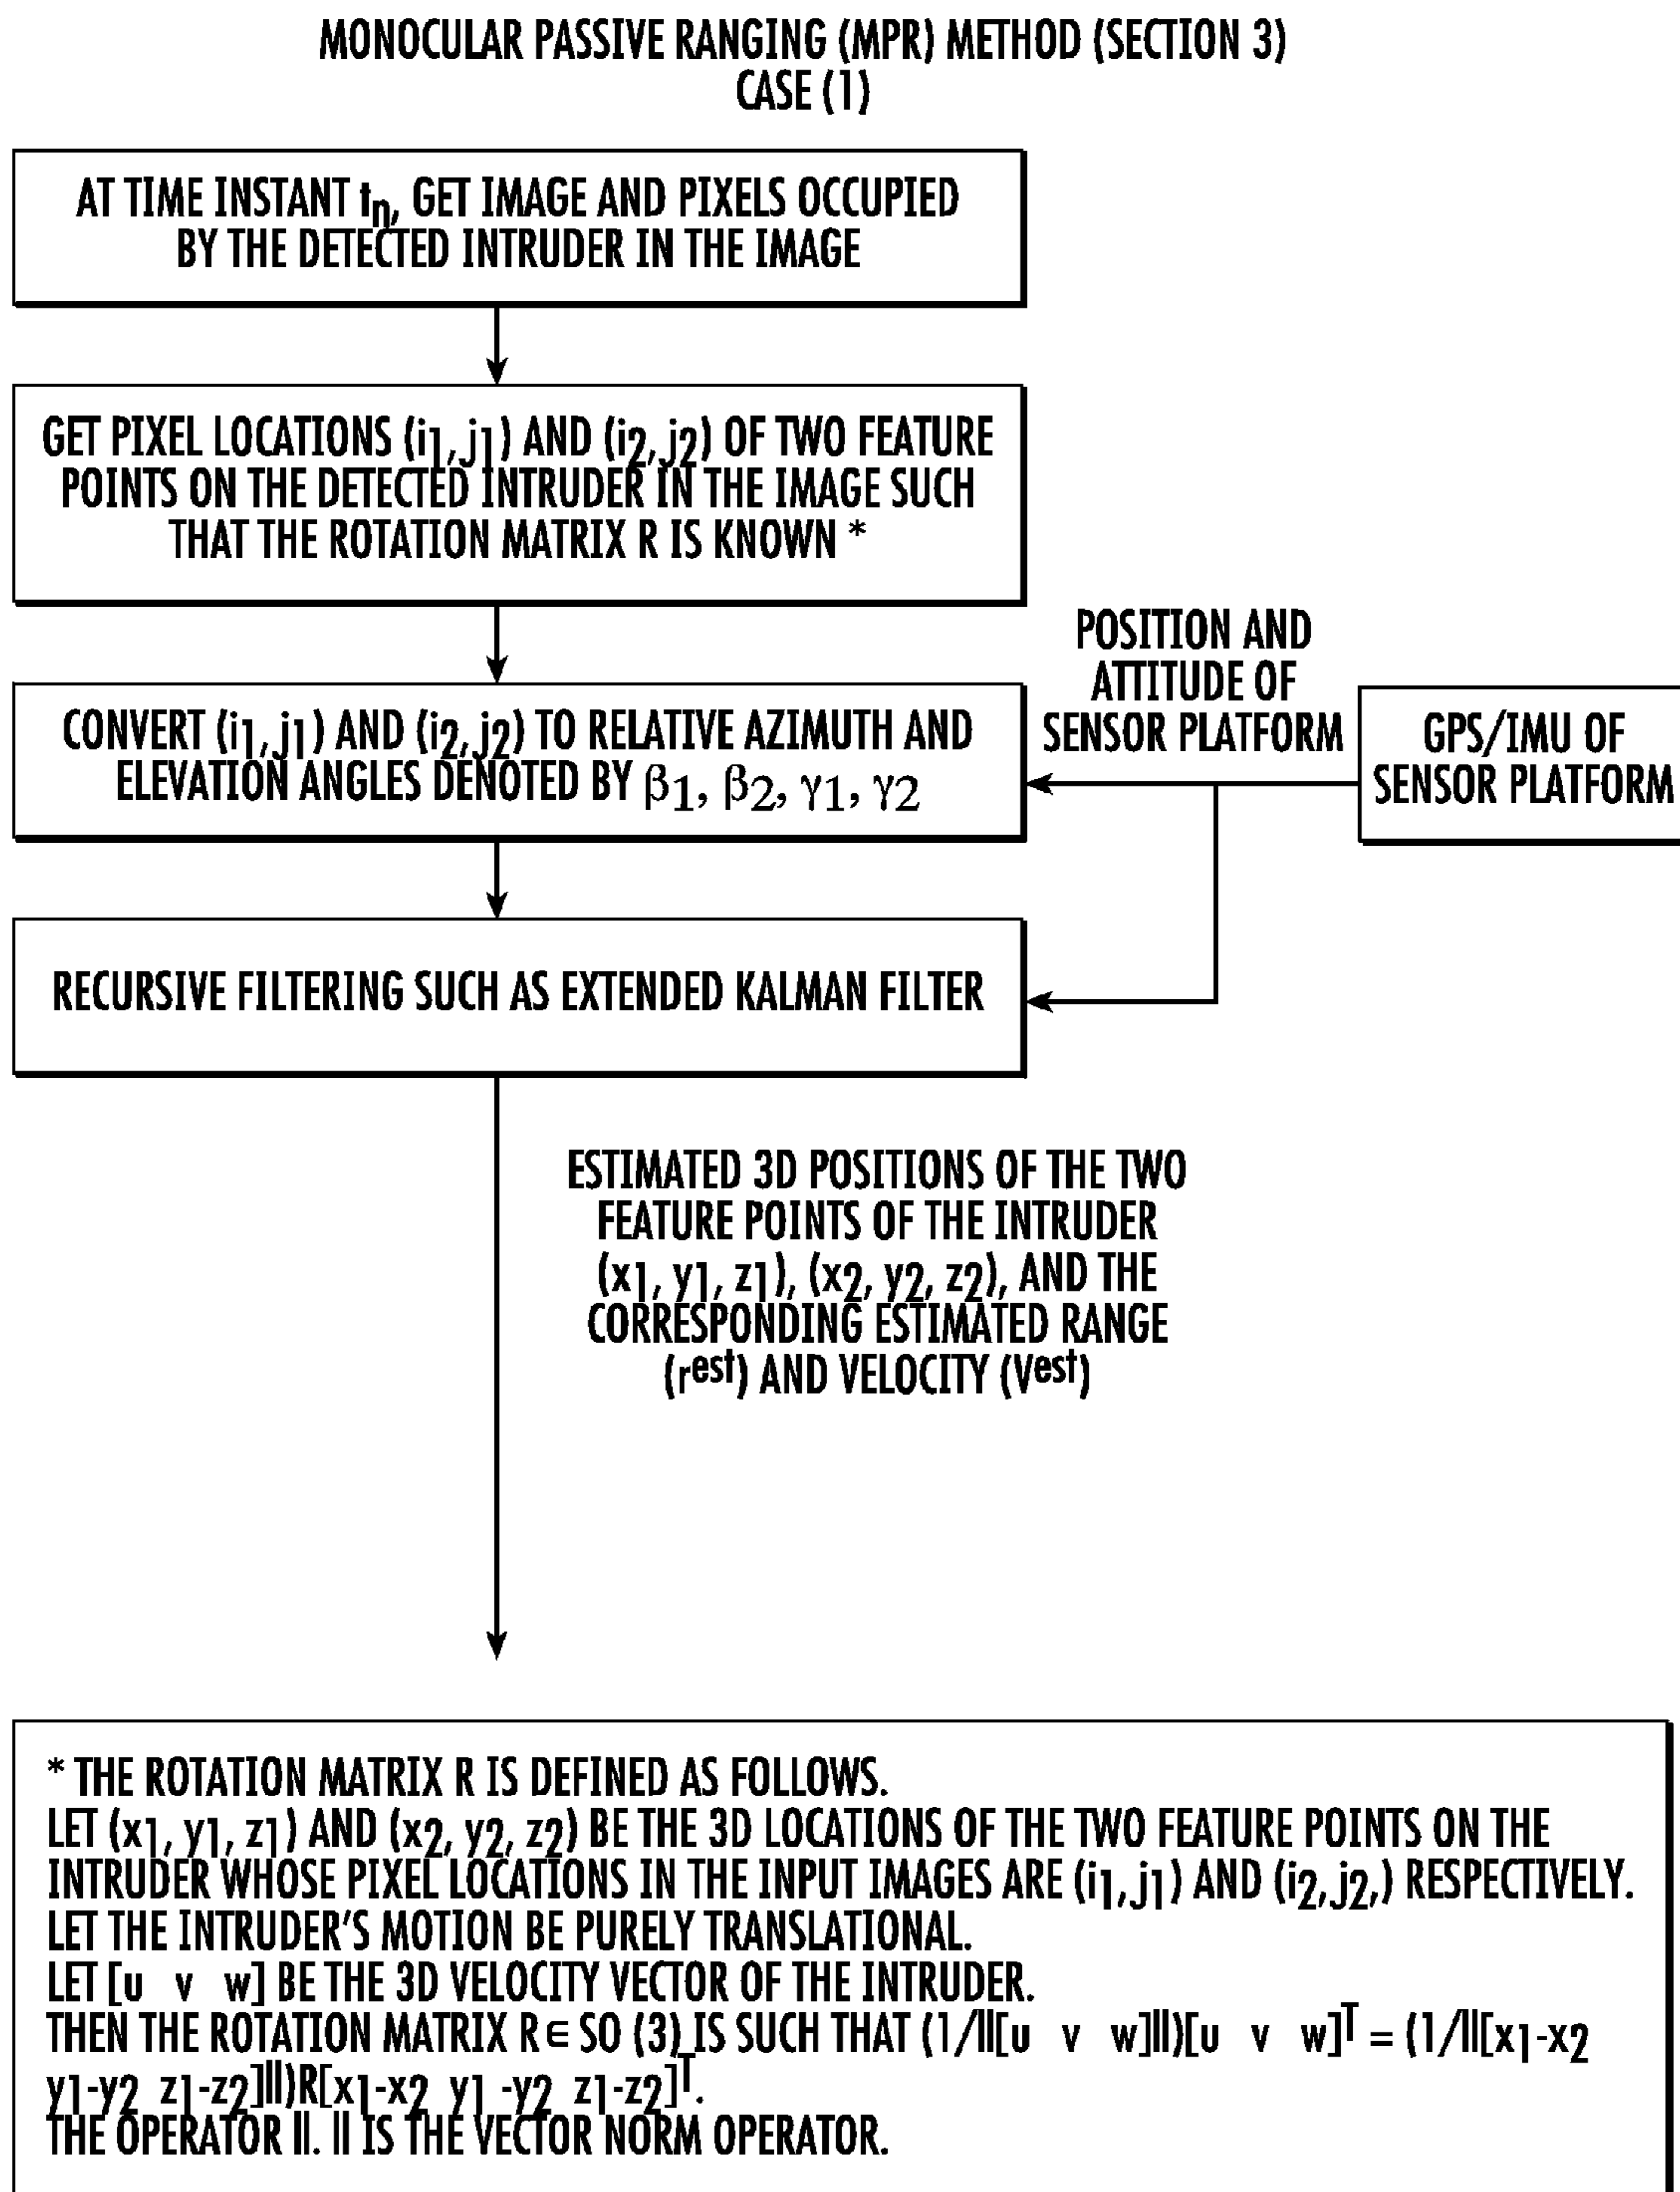 MONOCULAR PASSIVE RANGING (MPR) METHOD (SECTION 3)
CASE (1)
AT TIME INSTANT tn, GET IMAGE AND PIXELS OCCUPIED
BY THE DETECTED INTRUDER IN THE IMAGE
GET PIXEL LOCATIONS (i1, j1) AND (i2, j2) OF TWO FEATURE
POINTS ON THE DETECTED INTRUDER IN THE IMAGE SUCH
THAT THE ROTATION MATRIX R IS KNOWN *
POSITION AND
ATTITUDE OF
SENSOR PLATFORM
CONVERT (i1, j1) AND (i2, j2) TO RELATIVE AZIMUTH AND
ELEVATION ANGLES DENOTED BY β1, β2, γ1, γ2
GPS/IMU OF
SENSOR PLATFORM
RECURSIVE FILTERING SUCH AS EXTENDED KALMAN FILTER
ESTIMATED 3D POSITIONS OF THE TWO
FEATURE POINTS OF THE INTRUDER
(x1, y1, z1), (x2, y2, z2), AND THE
CORRESPONDING ESTIMATED RANGE
(r^est) AND VELOCITY (V^est)
* THE ROTATION MATRIX R IS DEFINED AS FOLLOWS.
LET (x1, y1, z1) AND (x2, y2, z2) BE THE 3D LOCATIONS OF THE TWO FEATURE POINTS ON THE
INTRUDER WHOSE PIXEL LOCATIONS IN THE INPUT IMAGES ARE (i1, j1) AND (i2, j2,) RESPECTIVELY.
LET THE INTRUDER'S MOTION BE PURELY TRANSLATIONAL.
LET [u v w] BE THE 3D VELOCITY VECTOR OF THE INTRUDER.
THEN THE ROTATION MATRIX R ∈ SO (3) IS SUCH THAT (1/||[u v w]||)[u v w]^T = (1/||[x1-x2
y1-y2 z1-z2]||)R[x1-x2 y1-y2 z1-z2]^T.
THE OPERATOR ||. || IS THE VECTOR NORM OPERATOR.